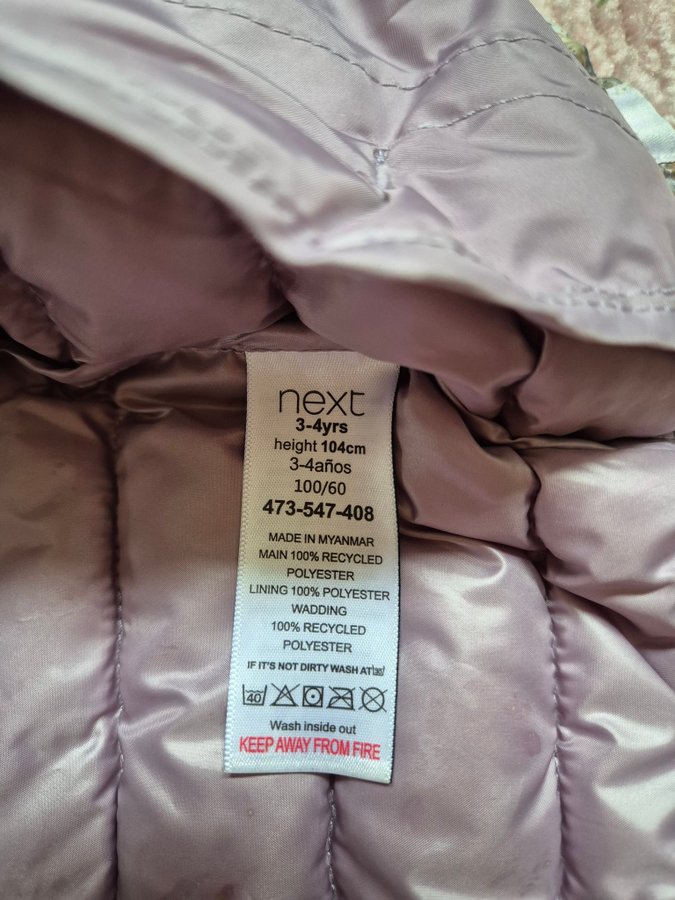 next
3-4yrs
height 104cm
3-4años
100/60
473-547-408
MADE IN MYANMAR
MAIN 100% RECYCLED
POLYESTER
LINING 100% POLYESTER
WADDING
100% RECYCLED
POLYESTER
IF IT'S NOT DIRTY WASH AT 30
40
Wash inside out
KEEP AWAY FROM FIRE